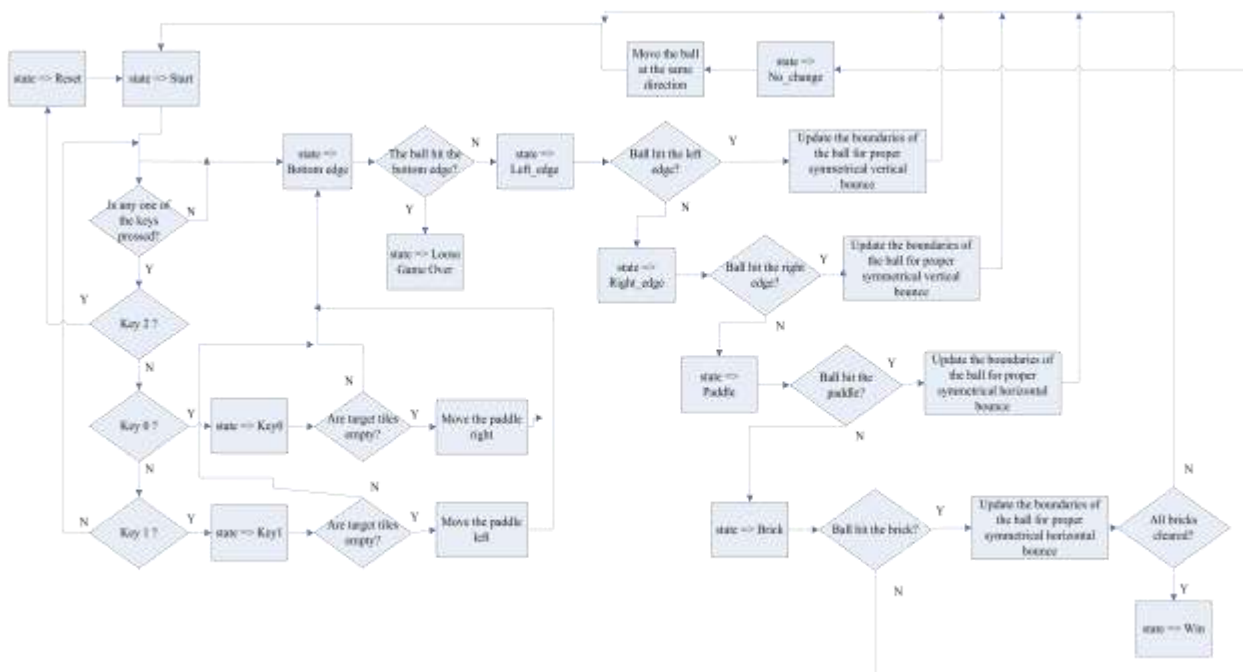 state => Reset
state => Start
Move the ball
at the same
direction
state =>
No_change
state =>
Bottom edge
The ball hit the
bottom edge?
N
state =>
Left_edge
Ball hit the left
edge?
Y
Update the boundaries of
the ball for proper
symmetrical vertical
bounce
Is any one of
the keys
pressed?
N
Y
N
Y
state => Loose
Game Over
state =>
Right_edge
Ball hit the right
edge?
Y
Update the boundaries of
the ball for proper
symmetrical vertical
bounce
Y
Key 2 ?
N
N
state =>
Paddle
Ball hit the
paddle?
Y
Update the boundaries of
the ball for proper
symmetrical horizontal
bounce
N
Key 0 ?
Y
state => Key0
Are target tiles
empty?
N
Y
Move the paddle
right
N
Key 1 ?
N
Y
state => Key1
Are target tiles
empty?
N
Y
Move the paddle
left
state => Brick
Ball hit the brick?
Y
Update the boundaries of
the ball for proper
symmetrical horizontal
bounce
All bricks
cleared?
N
N
Y
state => Win